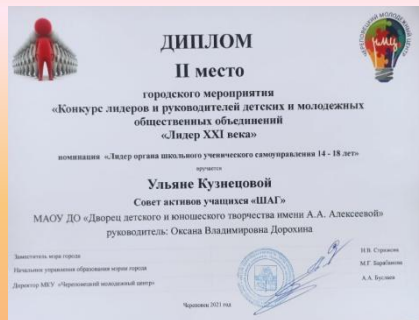 ДИПЛОМ
II место
городского мероприятия
«Конкурс лидеров и руководителей детских и молодежных
общественных объединений
«Лидер XXI века»
номинация «Лидер органа школьного ученического самоуправления 14 - 18 лет»
вручается
Ульяне Кузнецовой
Совет активов учащихся «ШАГ»
МАОУ ДО «Дворец детского и юношеского творчества имени А.А. Алексеевой»
руководитель: Оксана Владимировна Дорохина
Заместитель мэра города
Начальник управления образования мэрии города
М.Г. Барабанова
Директор МКУ «Череповецкий молодежный центр»
А.А. Буслаев
Череповец 2021 год